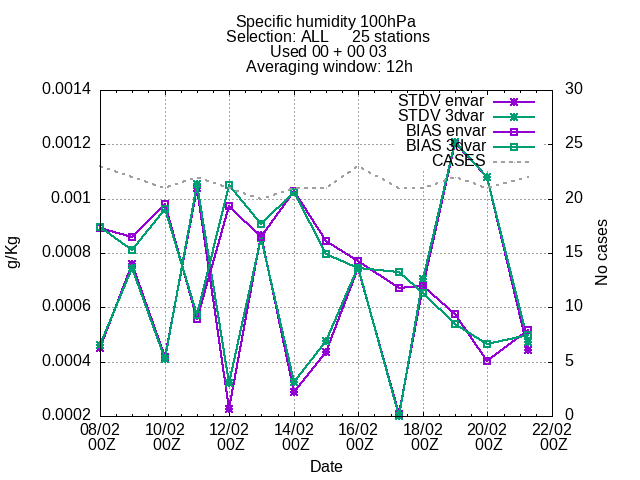 Specific humidity 100hPa
Selection: ALL 25 stations
Used 00 + 00 03
Averaging window: 12h
STDV envar
STDV 3dvar
BIAS envar
BIAS 3dvar
CASES
0.0014
0.0012
0.001
0.0008
0.0006
0.0004
0.0002
g/Kg
30
25
20
15
10
5
0
No cases
08/02 10/02 12/02 14/02 16/02 18/02 20/02 22/02
00Z 00Z 00Z 00Z 00Z 00Z 00Z 00Z
Date